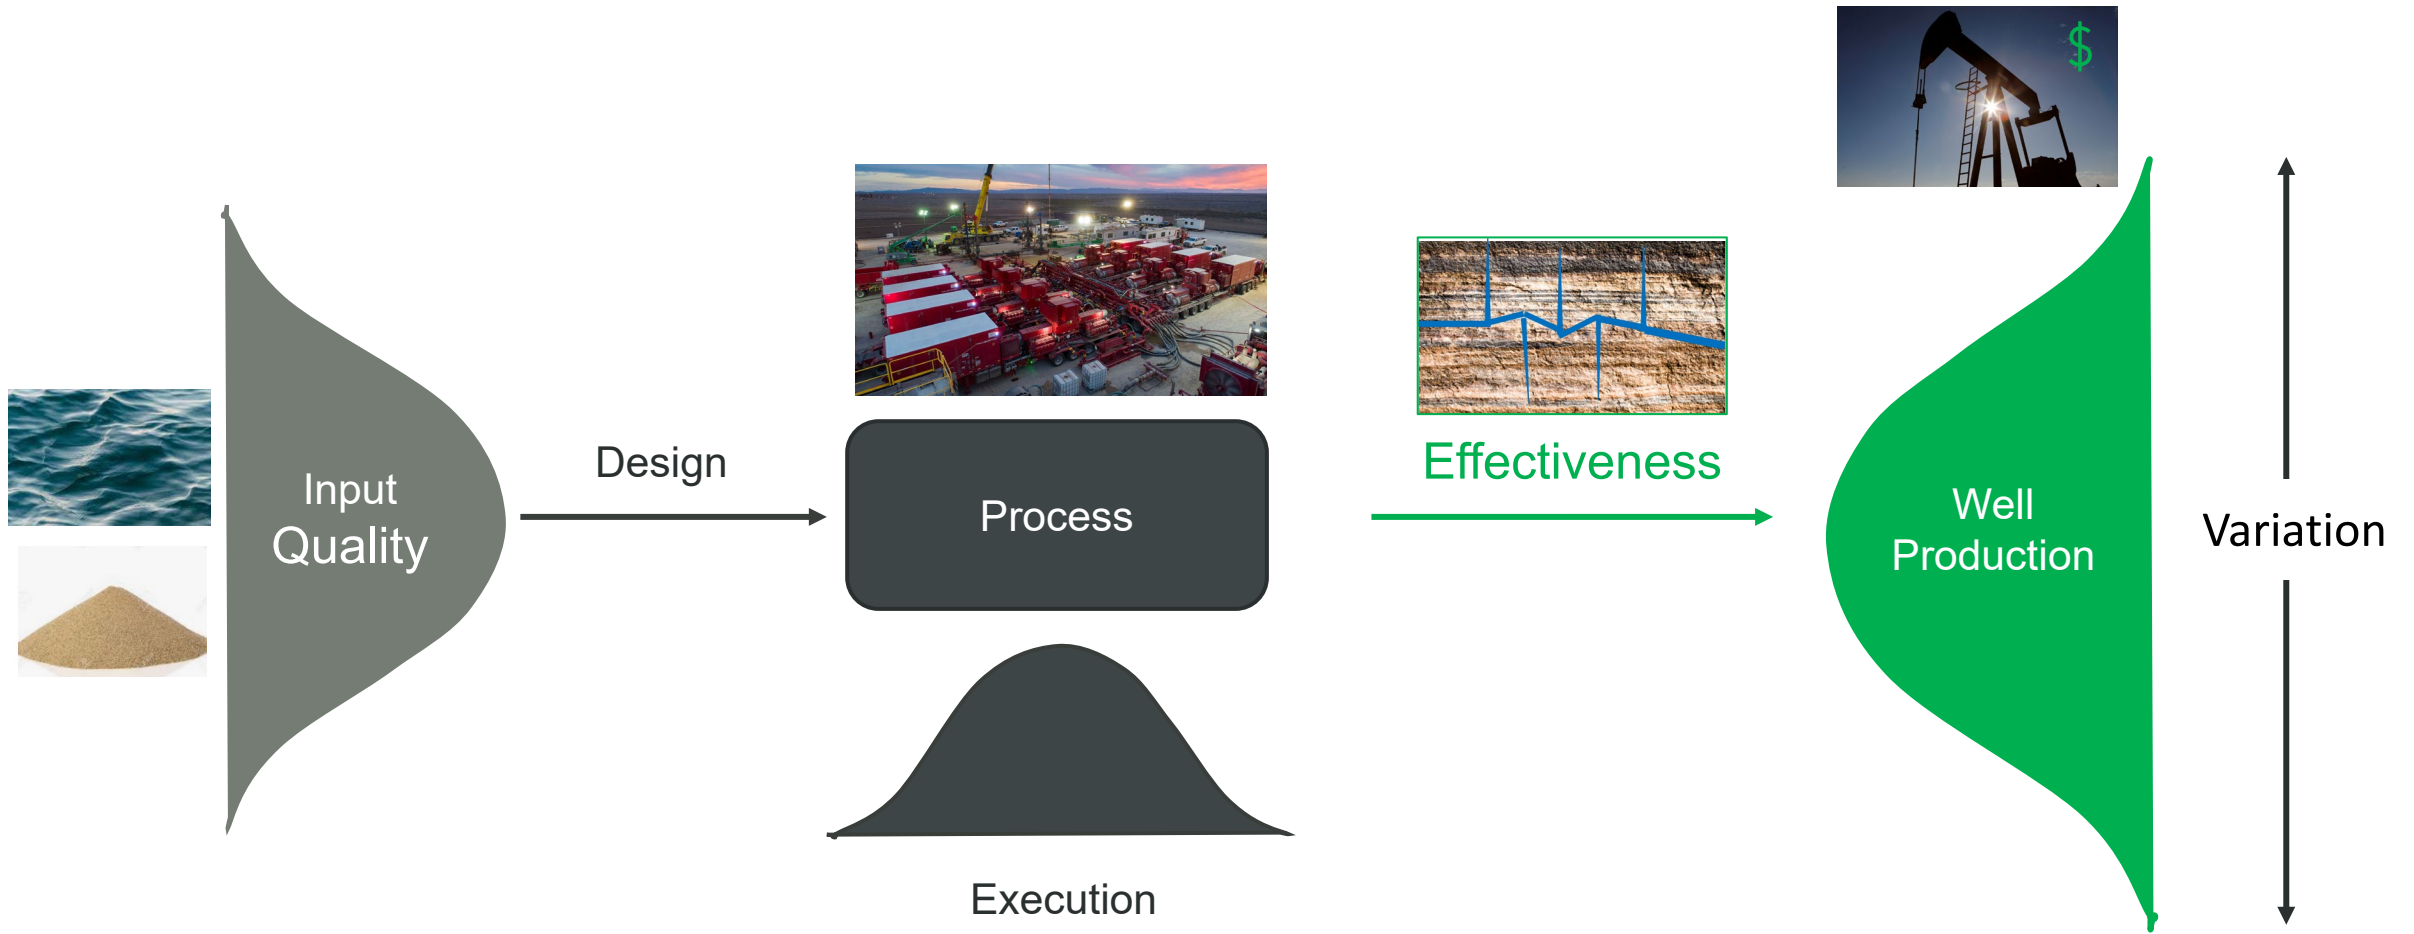 $
Design
Effectiveness
Input
Quality
Process
Well
Production
Variation
Execution